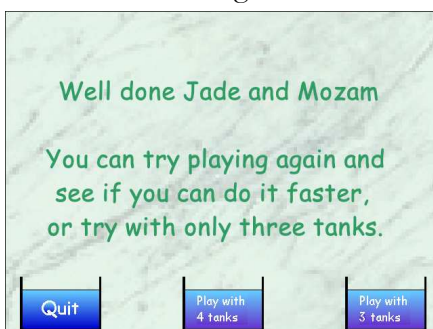 Well done Jade and Mozam
You can try playing again and
see if you can do it faster,
or try with only three tanks.
Quit
Play with
4 tanks
Play with
3 tanks